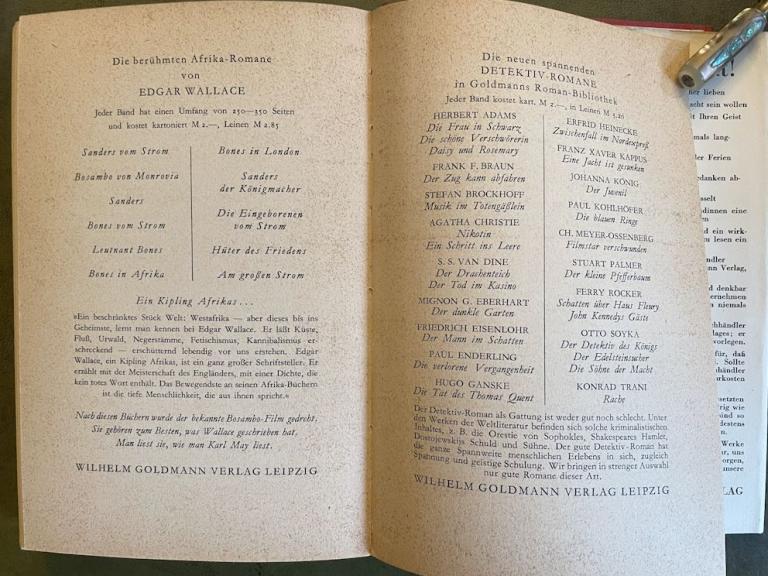 Die berühmten Afrika-Romane
von
EDGAR WALLACE
Jeder Band hat einen Umfang von 250—350 Seiten
und kostet kartoniert M 2.—, Leinen M 2.85
Sanders vom Strom
Bosambo von Monrovia
Sanders
Bones vom Strom
Leutnant Bones
Bones in Afrika
Bones in London
Sanders
der Königmacher
Die Eingeborenen
vom Strom
Hüter des Friedens
Am großen Strom
Ein Kipling Afrikas . . .
»Ein beschränktes Stück Welt: Westafrika — aber dieses bis ins
Geheimste, lernt man kennen bei Edgar Wallace. Er läßt Küste,
Fluß, Urwald, Negerstämme, Fetischismus, Kannibalismus er-
schreckend — erschütternd lebendig vor uns erstehen. Edgar
Wallace, ein Kipling Afrikas, ist ein ganz großer Schriftsteller. Er
erzählt mit der Meisterschaft des Engländers, mit einer Dichte, die
kein totes Wort enthält. Das Bewegendste an seinen Afrika-Büchern
ist die tiefe Menschlichkeit, die aus ihnen spricht.«
Nach diesen Büchern wurde der bekannte Bosambo-Film gedreht.
Sie gehören zum Besten, was Wallace geschrieben hat.
Man liest sie, wie man Karl May liest.
WILHELM GOLDMANN VERLAG LEIPZIG
Die neuen spannenden
DETEKTIV-ROMANE
in Goldmanns Roman-Bibliothek
Jeder Band kostet kart. M 2.—, in Leinen M 3.20
HERBERT ADAMS
Die Frau in Schwarz
Die schöne Verschwörerin
Daisy und Rosemary
FRANK F. BRAUN
Der Zug kann abfahren
STEFAN BROCKHOFF
Musik im Totengäßlein
AGATHA CHRISTIE
Nikotin
Ein Schritt ins Leere
S. S. VAN DINE
Der Drachenteich
Der Tod im Kasino
MIGNON G. EBERHART
Der dunkle Garten
FRIEDRICH EISENLOHR
Der Mann im Schatten
PAUL ENDERLING
Die verlorene Vergangenheit
HUGO GANSKE
Die Tat des Thomas Quent
ERFRID HEINECKE
Zwischenfall im Nordexpreß
FRANZ XAVER KAPPUS
Eine Jacht ist gesunken
JOHANNA KÖNIG
Der Juvenil
PAUL KOHLHÖFER
Die blauen Ringe
CH. MEYER-OSSENBERG
Filmstar verschwunden
STUART PALMER
Der kleine Pfefferbaum
FERRY ROCKER
Schatten über Haus Fleury
John Kennedys Gäste
OTTO SOYKA
Der Detektiv des Königs
Der Edelsteinsucher
Die Söhne der Macht
KONRAD TRANI
Rache
Der Detektiv-Roman als Gattung ist weder gut noch schlecht. Unter
den Werken der Weltliteratur befinden sich solche kriminalistischen
Inhaltes, z. B. die Orestie von Sophokles, Shakespeares Hamlet,
Dostojewskijs Schuld und Sühne. Der gute Detektiv-Roman hat
die ganze Spannweite menschlichen Erlebens in sich, zugleich
Spannung und geistige Schulung. Wir bringen in strenger Auswahl
nur gute Romane dieser Art.
WILHELM GOLDMANN VERLAG LEIPZIG